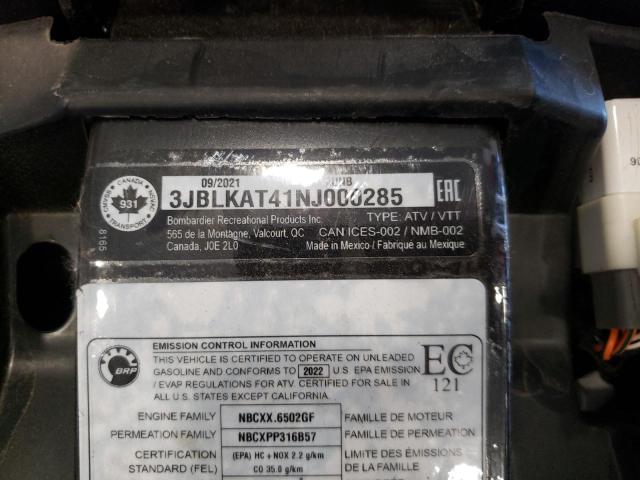 09/2021
3JBLKAT41NJ000285
EAC
CANADA
931
TRANSPORT
8165
Bombardier Recreational Products Inc.
TYPE: ATV / VTT
565 de la Montagne, Valcourt, QC
CAN ICES-002 / NMB-002
Canada, J0E 2L0
Made in Mexico / Fabriqué au Mexique
BRP
EMISSION CONTROL INFORMATION
THIS VEHICLE IS CERTIFIED TO OPERATE ON UNLEADED
GASOLINE AND CONFORMS TO 2022 U.S EPA EMISSION
/ EVAP REGULATIONS FOR ATV. CERTIFIED FOR SALE IN
ALL U.S. STATES EXCEPT CALIFORNIA.
EC
121
ENGINE FAMILY NBCXX.6502GF FAMILLE DE MOTEUR
PERMEATION FAMILY NBCXPP316B57 FAMILLE DE PERMEATION
CERTIFICATION (EPA) HC + NOX 2.2 g/km LIMITE DES ÉMISSIONS
STANDARD (FEL) CO 35.0 g/km DE LA FAMILLE
90